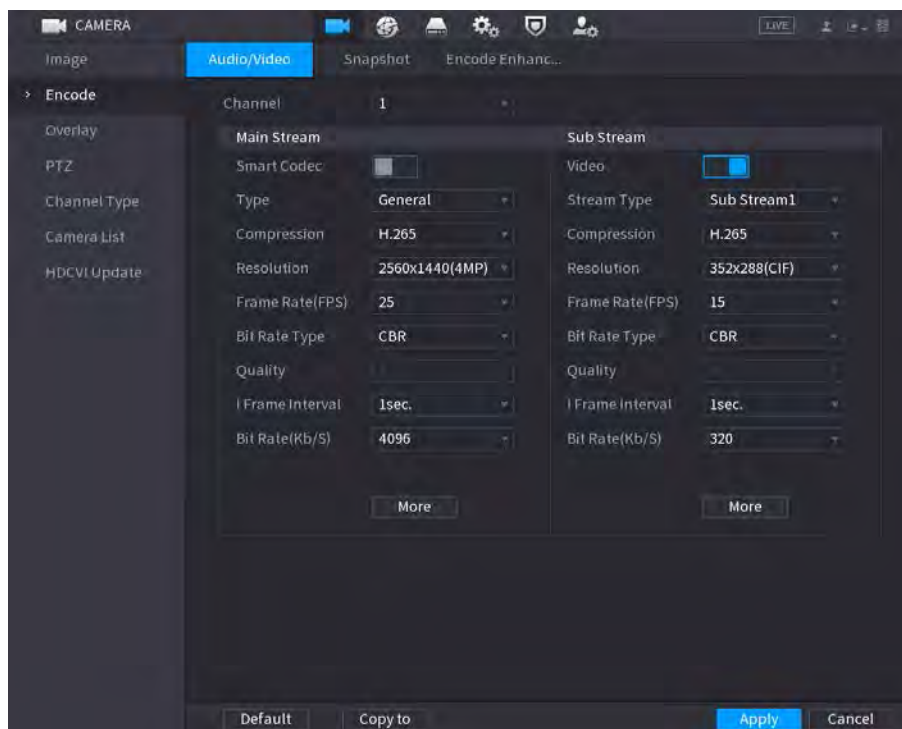 CAMERA
LIVE
Image
Audio/Video
Snapshot
Encode Enhanc...
Encode
Channel
1
Overlay
Main Stream
Sub Stream
PTZ
Smart Codec
Video
Channel Type
Type
General
Stream Type
Sub Stream1
Camera List
Compression
H.265
Compression
H.265
HDCVI Update
Resolution
2560x1440(4MP)
Resolution
352x288(CIF)
Frame Rate(FPS)
25
Frame Rate(FPS)
15
Bit Rate Type
CBR
Bit Rate Type
CBR
Quality
Quality
I Frame Interval
1sec.
I Frame Interval
1sec.
Bit Rate(Kb/S)
4096
Bit Rate(Kb/S)
320
More
More
Default
Copy to
Apply
Cancel